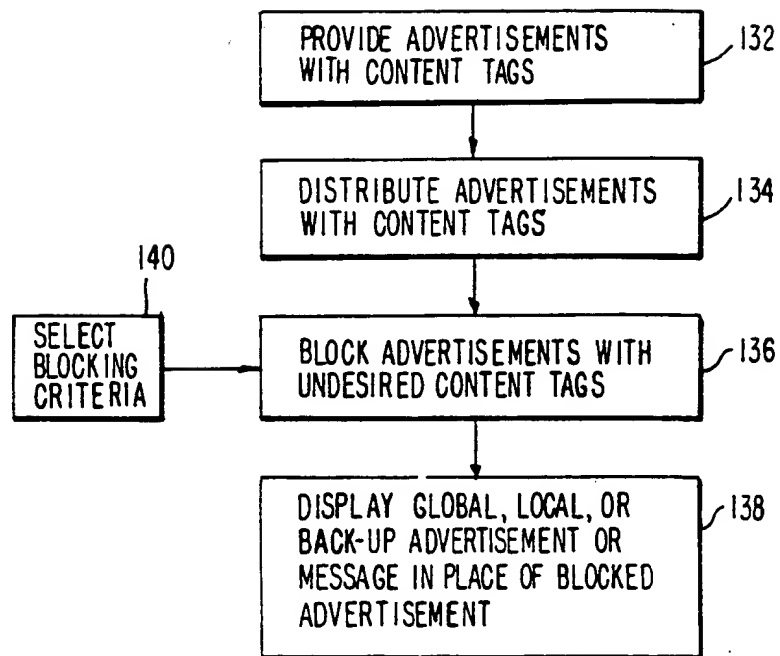 PROVIDE ADVERTISEMENTS
WITH CONTENT TAGS
132
DISTRIBUTE ADVERTISEMENTS
WITH CONTENT TAGS
134
140
SELECT
BLOCKING
CRITERIA
BLOCK ADVERTISEMENTS WITH
UNDESIRED CONTENT TAGS
136
DISPLAY GLOBAL, LOCAL, OR
BACK-UP ADVERTISEMENT OR
MESSAGE IN PLACE OF BLOCKED
ADVERTISEMENT
138